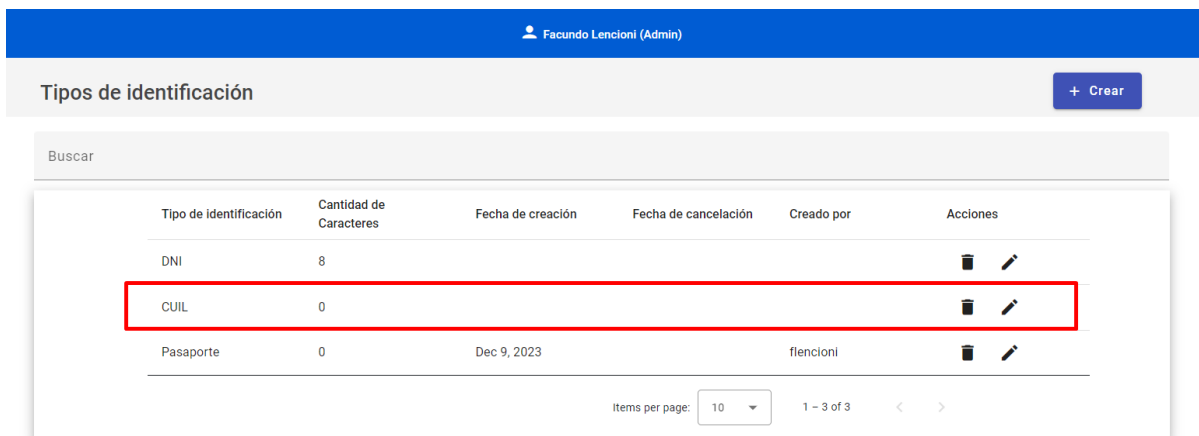 Facundo Lencioni (Admin)
Tipos de identificación
+ Crear
Buscar
Tipo de identificación Cantidad de Caracteres Fecha de creación Fecha de cancelación Creado por Acciones
DNI 8
CUIL 0
Pasaporte 0 Dec 9, 2023 flencioni
Items per page: 10 1 – 3 of 3